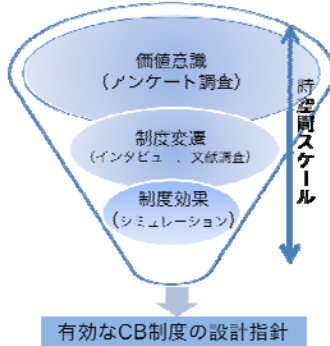 価値意識
(アンケート調査)
制度変遷
(インタビュー、文献調査)
制度効果
(シミュレーション)
時空間スケール
有効なCB制度の設計指針